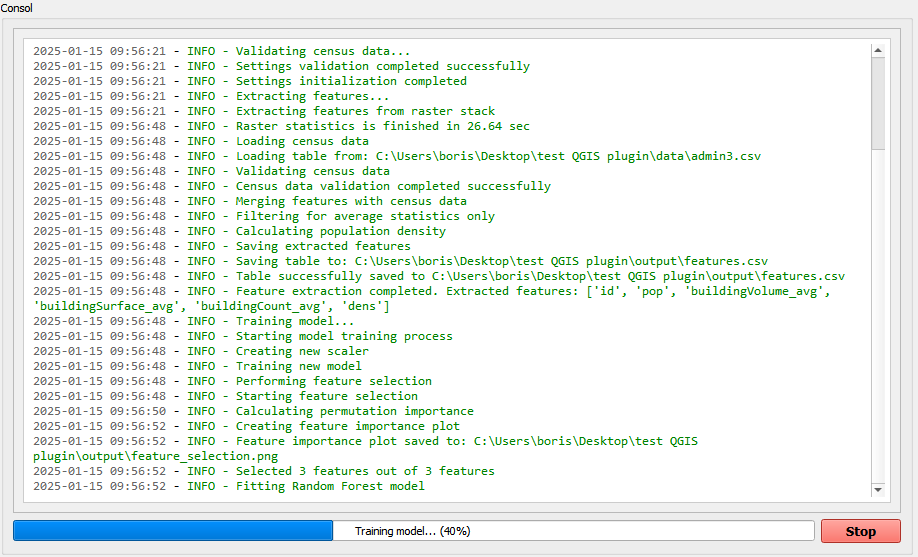 Consol
2025-01-15 09:56:21 - INFO - Validating census data...
2025-01-15 09:56:21 - INFO - Settings validation completed successfully
2025-01-15 09:56:21 - INFO - Settings initialization completed
2025-01-15 09:56:21 - INFO - Extracting features...
2025-01-15 09:56:21 - INFO - Extracting features from raster stack
2025-01-15 09:56:48 - INFO - Raster statistics is finished in 26.64 sec
2025-01-15 09:56:48 - INFO - Loading census data
2025-01-15 09:56:48 - INFO - Loading table from: C:\Users\boris\Desktop\test QGIS plugin\data\admin3.csv
2025-01-15 09:56:48 - INFO - Validating census data
2025-01-15 09:56:48 - INFO - Census data validation completed successfully
2025-01-15 09:56:48 - INFO - Merging features with census data
2025-01-15 09:56:48 - INFO - Filtering for average statistics only
2025-01-15 09:56:48 - INFO - Calculating population density
2025-01-15 09:56:48 - INFO - Saving extracted features
2025-01-15 09:56:48 - INFO - Saving table to: C:\Users\boris\Desktop\test QGIS plugin\output\features.csv
2025-01-15 09:56:48 - INFO - Table successfully saved to C:\Users\boris\Desktop\test QGIS plugin\output\features.csv
2025-01-15 09:56:48 - INFO - Feature extraction completed. Extracted features: ['id', 'pop', 'buildingVolume_avg',
'buildingSurface_avg', 'buildingCount_avg', 'dens']
2025-01-15 09:56:48 - INFO - Training model...
2025-01-15 09:56:48 - INFO - Starting model training process
2025-01-15 09:56:48 - INFO - Creating new scaler
2025-01-15 09:56:48 - INFO - Training new model
2025-01-15 09:56:48 - INFO - Performing feature selection
2025-01-15 09:56:48 - INFO - Starting feature selection
2025-01-15 09:56:50 - INFO - Calculating permutation importance
2025-01-15 09:56:52 - INFO - Creating feature importance plot
2025-01-15 09:56:52 - INFO - Feature importance plot saved to: C:\Users\boris\Desktop\test QGIS
plugin\output\feature_selection.png
2025-01-15 09:56:52 - INFO - Selected 3 features out of 3 features
2025-01-15 09:56:52 - INFO - Fitting Random Forest model
Training model... (40%)
Stop